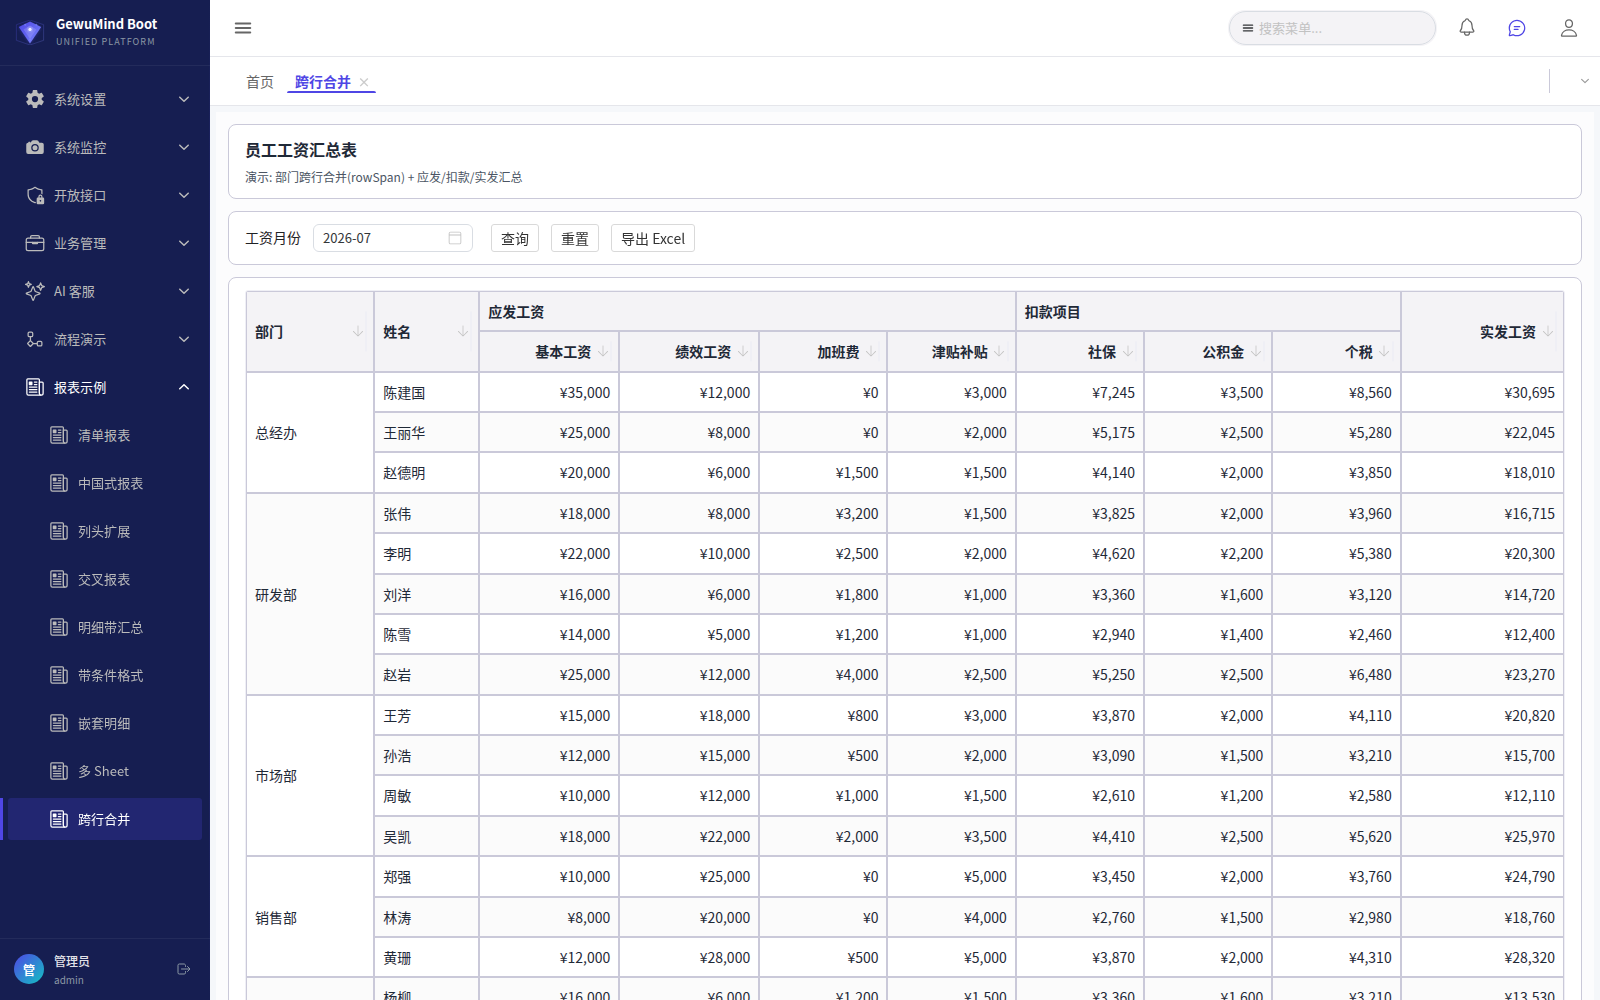 GewuMind Boot
UNIFIED PLATFORM
系统设置
系统监控
开放接口
业务管理
AI 客服
流程演示
报表示例
清单报表
中国式报表
列头扩展
交叉报表
明细带汇总
带条件格式
嵌套明细
多 Sheet
跨行合并
管
管理员
admin
搜索菜单...
首页 跨行合并
员工工资汇总表
演示: 部门跨行合并(rowSpan) + 应发/扣款/实发汇总
工资月份 2026-07 查询 重置 导出 Excel
部门 姓名 应发工资 扣款项目 实发工资
基本工资 绩效工资 加班费 津贴补贴 社保 公积金 个税
总经办 陈建国 ¥35,000 ¥12,000 ¥0 ¥3,000 ¥7,245 ¥3,500 ¥8,560 ¥30,695
王丽华 ¥25,000 ¥8,000 ¥0 ¥2,000 ¥5,175 ¥2,500 ¥5,280 ¥22,045
赵德明 ¥20,000 ¥6,000 ¥1,500 ¥1,500 ¥4,140 ¥2,000 ¥3,850 ¥18,010
研发部 张伟 ¥18,000 ¥8,000 ¥3,200 ¥1,500 ¥3,825 ¥2,000 ¥3,960 ¥16,715
李明 ¥22,000 ¥10,000 ¥2,500 ¥2,000 ¥4,620 ¥2,200 ¥5,380 ¥20,300
刘洋 ¥16,000 ¥6,000 ¥1,800 ¥1,000 ¥3,360 ¥1,600 ¥3,120 ¥14,720
陈雪 ¥14,000 ¥5,000 ¥1,200 ¥1,000 ¥2,940 ¥1,400 ¥2,460 ¥12,400
赵岩 ¥25,000 ¥12,000 ¥4,000 ¥2,500 ¥5,250 ¥2,500 ¥6,480 ¥23,270
市场部 王芳 ¥15,000 ¥18,000 ¥800 ¥3,000 ¥3,870 ¥2,000 ¥4,110 ¥20,820
孙浩 ¥12,000 ¥15,000 ¥500 ¥2,000 ¥3,090 ¥1,500 ¥3,210 ¥15,700
周敏 ¥10,000 ¥12,000 ¥1,000 ¥1,500 ¥2,610 ¥1,200 ¥2,580 ¥12,110
吴凯 ¥18,000 ¥22,000 ¥2,000 ¥3,500 ¥4,410 ¥2,500 ¥5,620 ¥25,970
销售部 郑强 ¥10,000 ¥25,000 ¥0 ¥5,000 ¥3,450 ¥2,000 ¥3,760 ¥24,790
林涛 ¥8,000 ¥20,000 ¥0 ¥4,000 ¥2,760 ¥1,500 ¥2,980 ¥18,760
黄珊 ¥12,000 ¥28,000 ¥500 ¥5,000 ¥3,870 ¥2,000 ¥4,310 ¥28,320
杨柳 ¥16,000 ¥6,000 ¥1,200 ¥1,500 ¥3,360 ¥1,600 ¥3,210 ¥13,530